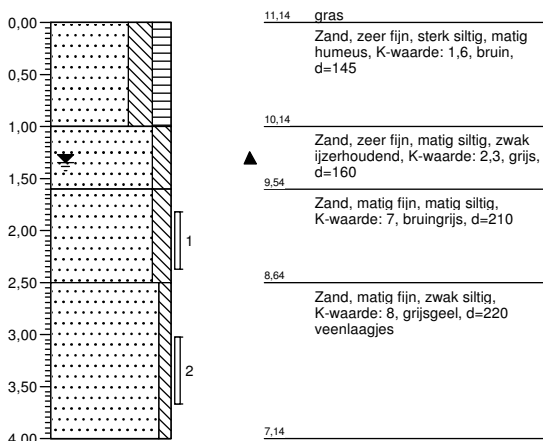 0,00
0,50
1,00
1,50
2,00
2,50
3,00
3,50
4,00
1
2
11,14 gras
Zand, zeer fijn, sterk siltig, matig
humeus, K-waarde: 1,6, bruin,
d=145
10,14
Zand, zeer fijn, matig siltig, zwak
ijzerhoudend, K-waarde: 2,3, grijs,
d=160
9,54
Zand, matig fijn, matig siltig,
K-waarde: 7, bruingrijs, d=210
8,64
Zand, matig fijn, zwak siltig,
K-waarde: 8, grijsgeel, d=220
veenlaagjes
7,14